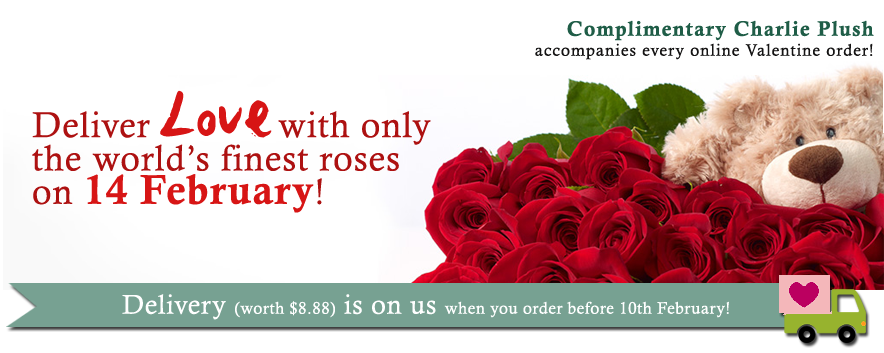 Complimentary Charlie Plush
accompanies every online Valentine order!
Deliver Love with only
the world's finest roses
on 14 February!
Delivery (worth $8.88) is on us when you order before 10th February!